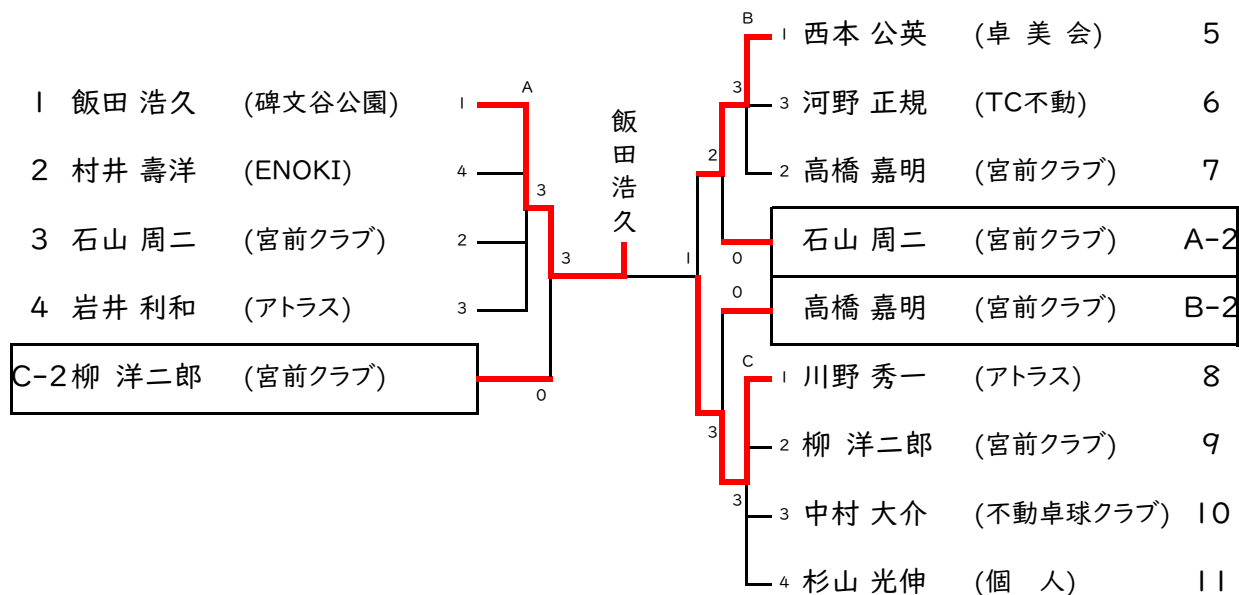 1 飯田 浩久 (碑文谷公園) 1
A
2 村井 壽洋 (ENOKI) 4
3
3 石山 周二 (宮前クラブ) 2
3
4 岩井 利和 (アトラス) 3
C-2 柳 洋二郎 (宮前クラブ)
0
飯田浩久
B
1 西本 公英 (卓 美 会) 5
3
3 河野 正規 (TC不動) 6
2
2 高橋 嘉明 (宮前クラブ) 7
石山 周二 (宮前クラブ) A-2
0
1
0
高橋 嘉明 (宮前クラブ) B-2
C
1 川野 秀一 (アトラス) 8
3
2 柳 洋二郎 (宮前クラブ) 9
3
3 中村 大介 (不動卓球クラブ) 10
4 杉山 光伸 (個 人) 11